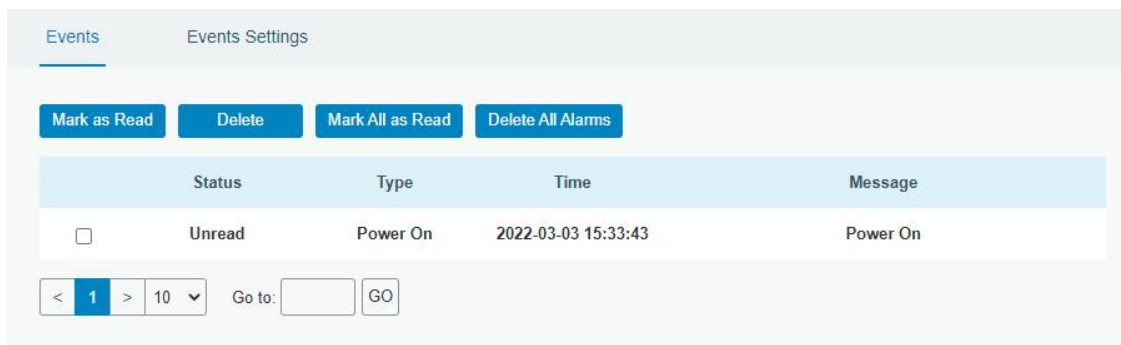 Events Events Settings
Mark as Read Delete Mark All as Read Delete All Alarms
Status Type Time Message
Unread Power On 2022-03-03 15:33:43 Power On
< 1 > 10 Go to: GO